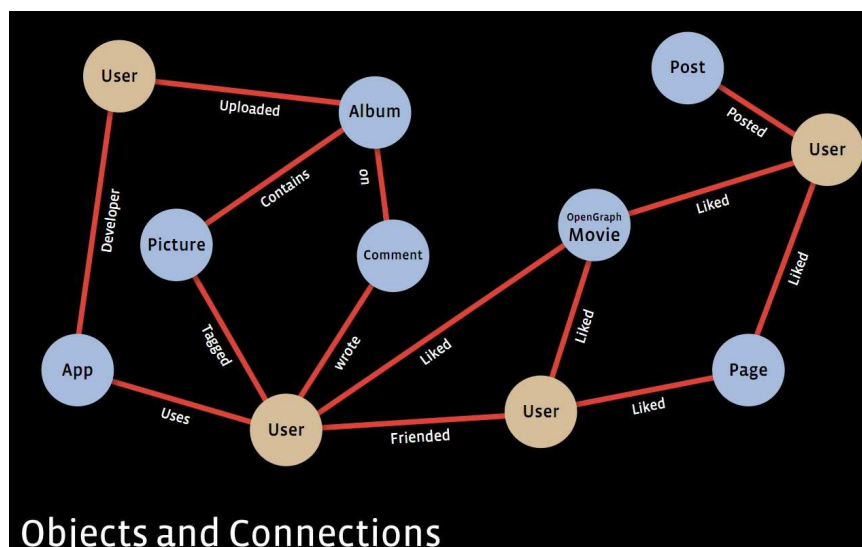 Post
User
Uploaded
Album
Posted
User
Contains
on
Developer
OpenGraph
Movie
Liked
Picture
Comment
Liked
Tagged
wrote
Liked
Liked
App
Page
Uses
User
Friended
User
Liked
Objects and Connections